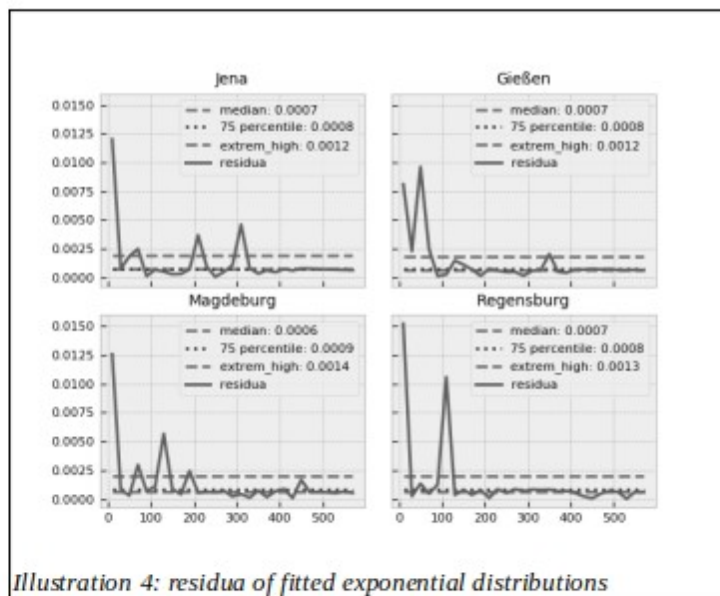 Jena
0.0150
0.0125
0.0100
0.0075
0.0050
0.0025
0.0000
median: 0.0007
75 percentile: 0.0008
extrem_high: 0.0012
residua
Gießen
median: 0.0007
75 percentile: 0.0008
extrem_high: 0.0012
residua
Magdeburg
0.0150
0.0125
0.0100
0.0075
0.0050
0.0025
0.0000
median: 0.0006
75 percentile: 0.0009
extrem_high: 0.0014
residua
0 100 200 300 400 500
Regensburg
median: 0.0007
75 percentile: 0.0008
extrem_high: 0.0013
residua
0 100 200 300 400 500
Illustration 4: residua of fitted exponential distributions